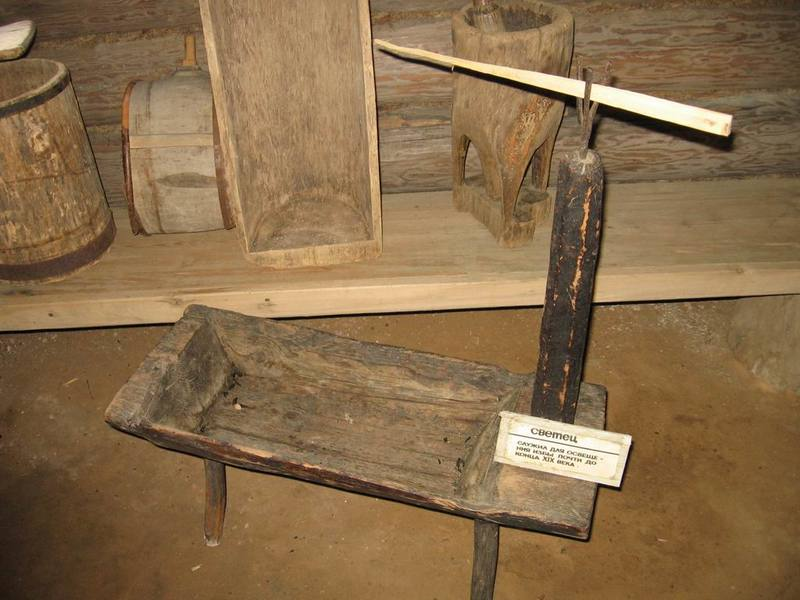 светец
служил для освеще-
ния избы почти до
конца XIX века